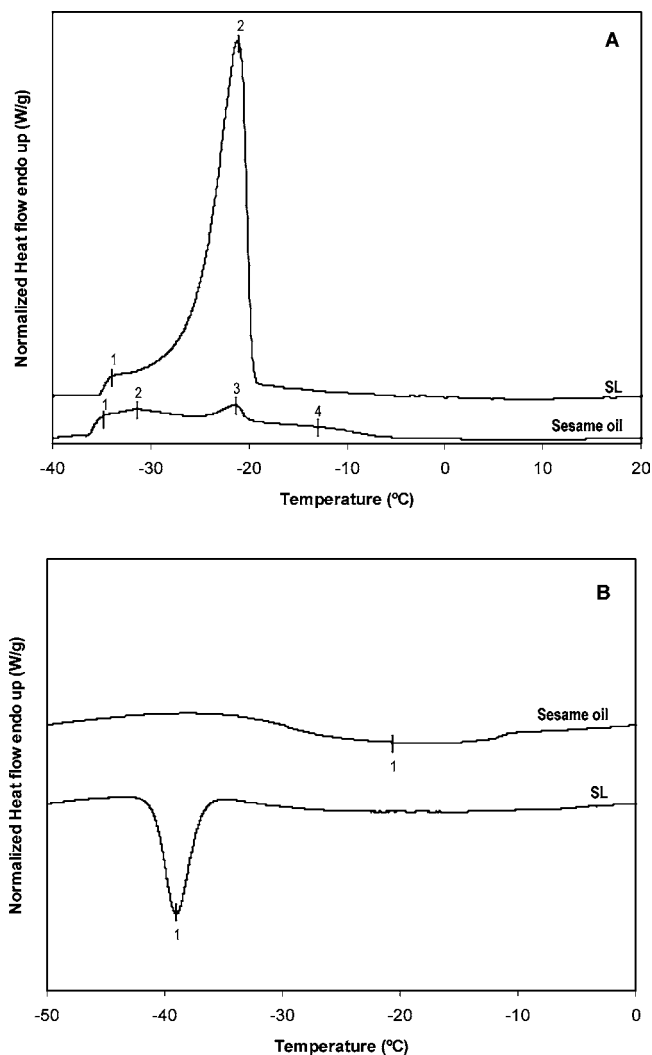 2
A
Normalized Heat flow endo up (W/g)
1
SL
1
2
3
4
Sesame oil
-40
-30
-20
-10
0
10
20
Temperature (ºC)
B
Normalized Heat flow endo up (W/g)
Sesame oil
1
SL
1
-50
-40
-30
-20
-10
0
Temperature (ºC)